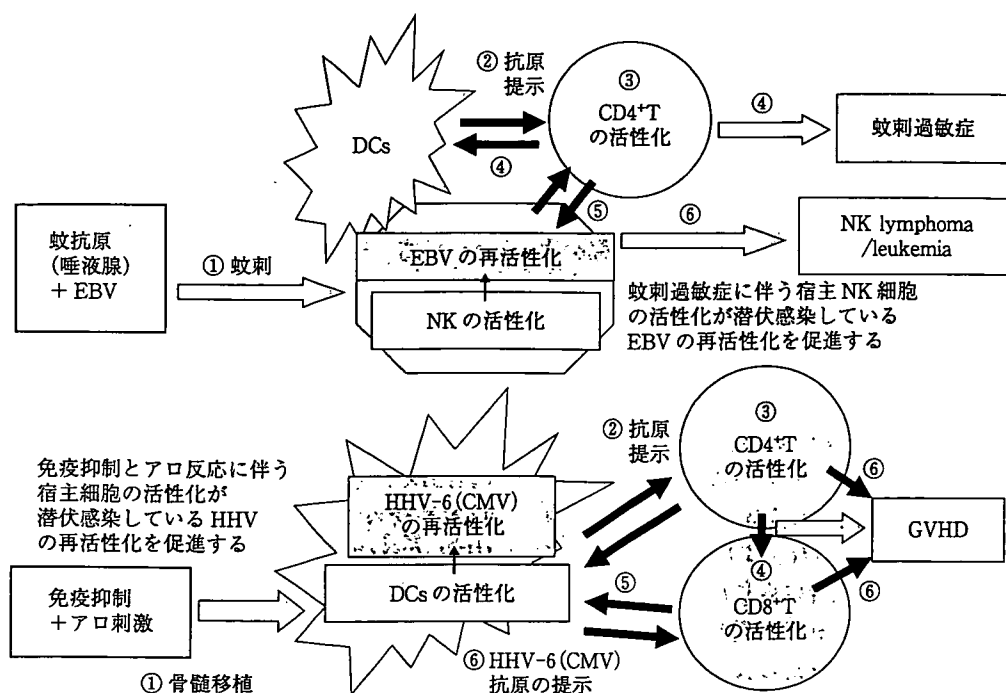 ② 抗原
提示
③
CD4⁺T
の活性化
④
蚊刺過敏症
DCs
④
⑤
⑥
NK lymphoma
/leukemia
蚊抗原
(唾液腺)
+ EBV
① 蚊刺
EBV の再活性化
NK の活性化
蚊刺過敏症に伴う宿主 NK 細胞
の活性化が潜伏感染している
EBV の再活性化を促進する
免疫抑制とアロ反応に伴う
宿主細胞の活性化が
潜伏感染している HHV
の再活性化を促進する
HHV-6(CMV)
の再活性化
DCs の活性化
② 抗原
提示
③
CD4⁺T
の活性化
⑥
GVHD
④
CD8⁺T
の活性化
⑥
⑤
免疫抑制
+アロ刺激
① 骨髄移植
⑥ HHV-6(CMV)
抗原の提示